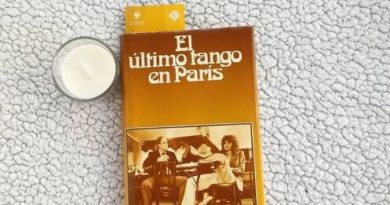 El
último tango
en París